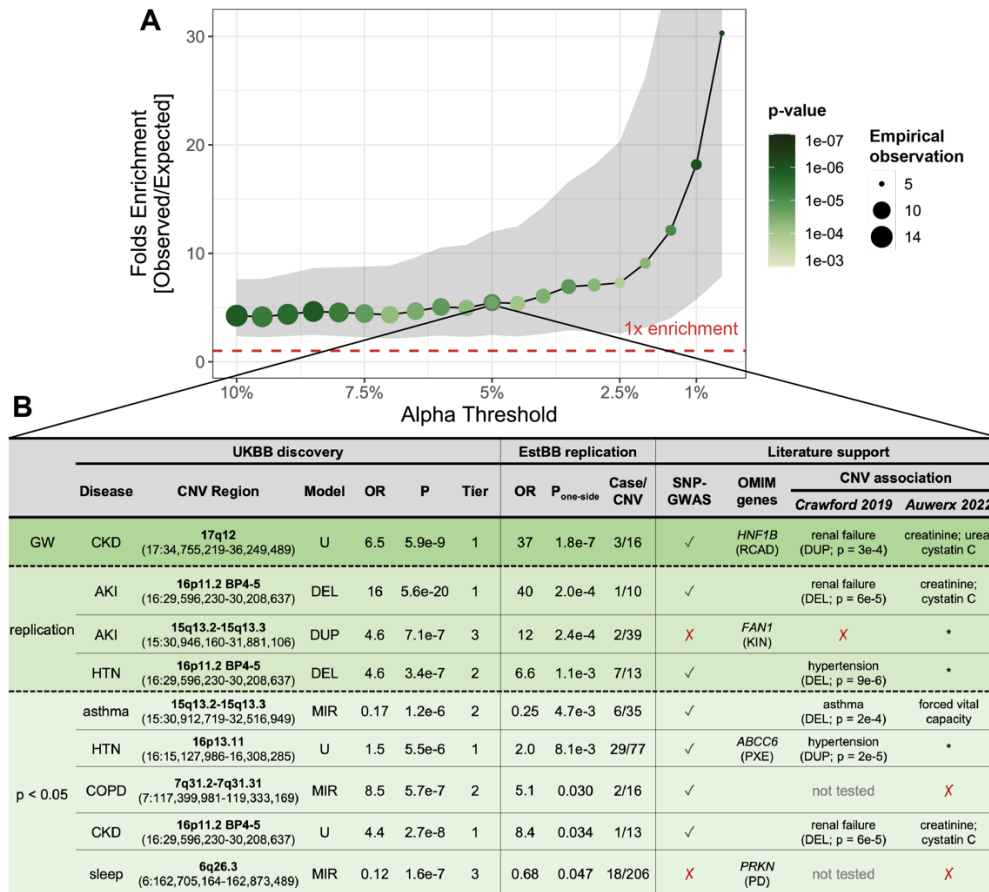 A
Folds Enrichment
[Observed/Expected]
30
20
10
0
1x enrichment
10%
7.5%
5%
2.5%
1%
Alpha Threshold
p-value
1e-07
1e-06
1e-05
1e-04
1e-03
Empirical
observation
5
10
14
B
UKBB discovery EstBB replication Literature support
Disease CNV Region Model OR P Tier OR P one-side Case/CNV SNP-GWAS OMIM genes CNV association
Crawford 2019 Auwerx 2022
GW CKD 17q12 U 6.5 5.9e-9 1 37 1.8e-7 3/16 ✓ HNF1B renal failure creatinine; urea
(17:34,755,219-36,249,489) (RCAD) (DUP; p = 3e-4) cystatin C
replication
AKI 16p11.2 BP4-5 DEL 16 5.6e-20 1 40 2.0e-4 1/10 ✓ renal failure creatinine;
(16:29,596,230-30,208,637) (DEL; p = 6e-5) cystatin C
AKI 15q13.2-15q13.3 DUP 4.6 7.1e-7 3 12 2.4e-4 2/39 ✗ FAN1 ✗ *
(15:30,946,160-31,881,106) (KIN)
HTN 16p11.2 BP4-5 DEL 4.6 3.4e-7 2 6.6 1.1e-3 7/13 ✓ hypertension *
(16:29,596,230-30,208,637) (DEL; p = 9e-6)
p < 0.05
asthma 15q13.2-15q13.3 MIR 0.17 1.2e-6 2 0.25 4.7e-3 6/35 ✓ asthma forced vital
(15:30,912,719-32,516,949) (DEL; p = 2e-4) capacity
HTN 16p13.11 U 1.5 5.5e-6 1 2.0 8.1e-3 29/77 ✓ ABCC6 hypertension *
(16:15,127,986-16,308,285) (PXE) (DUP; p = 2e-5)
COPD 7q31.2-7q31.31 MIR 8.5 5.7e-7 2 5.1 0.030 2/16 ✓ not tested ✗
(7:117,399,981-119,333,169)
CKD 16p11.2 BP4-5 U 4.4 2.7e-8 1 8.4 0.034 1/13 ✓ renal failure creatinine;
(16:29,596,230-30,208,637) (DEL; p = 6e-5) cystatin C
sleep 6q26.3 MIR 0.12 1.6e-7 3 0.68 0.047 18/206 ✗ PRKN not tested ✗
(6:162,705,164-162,873,489) (PD)